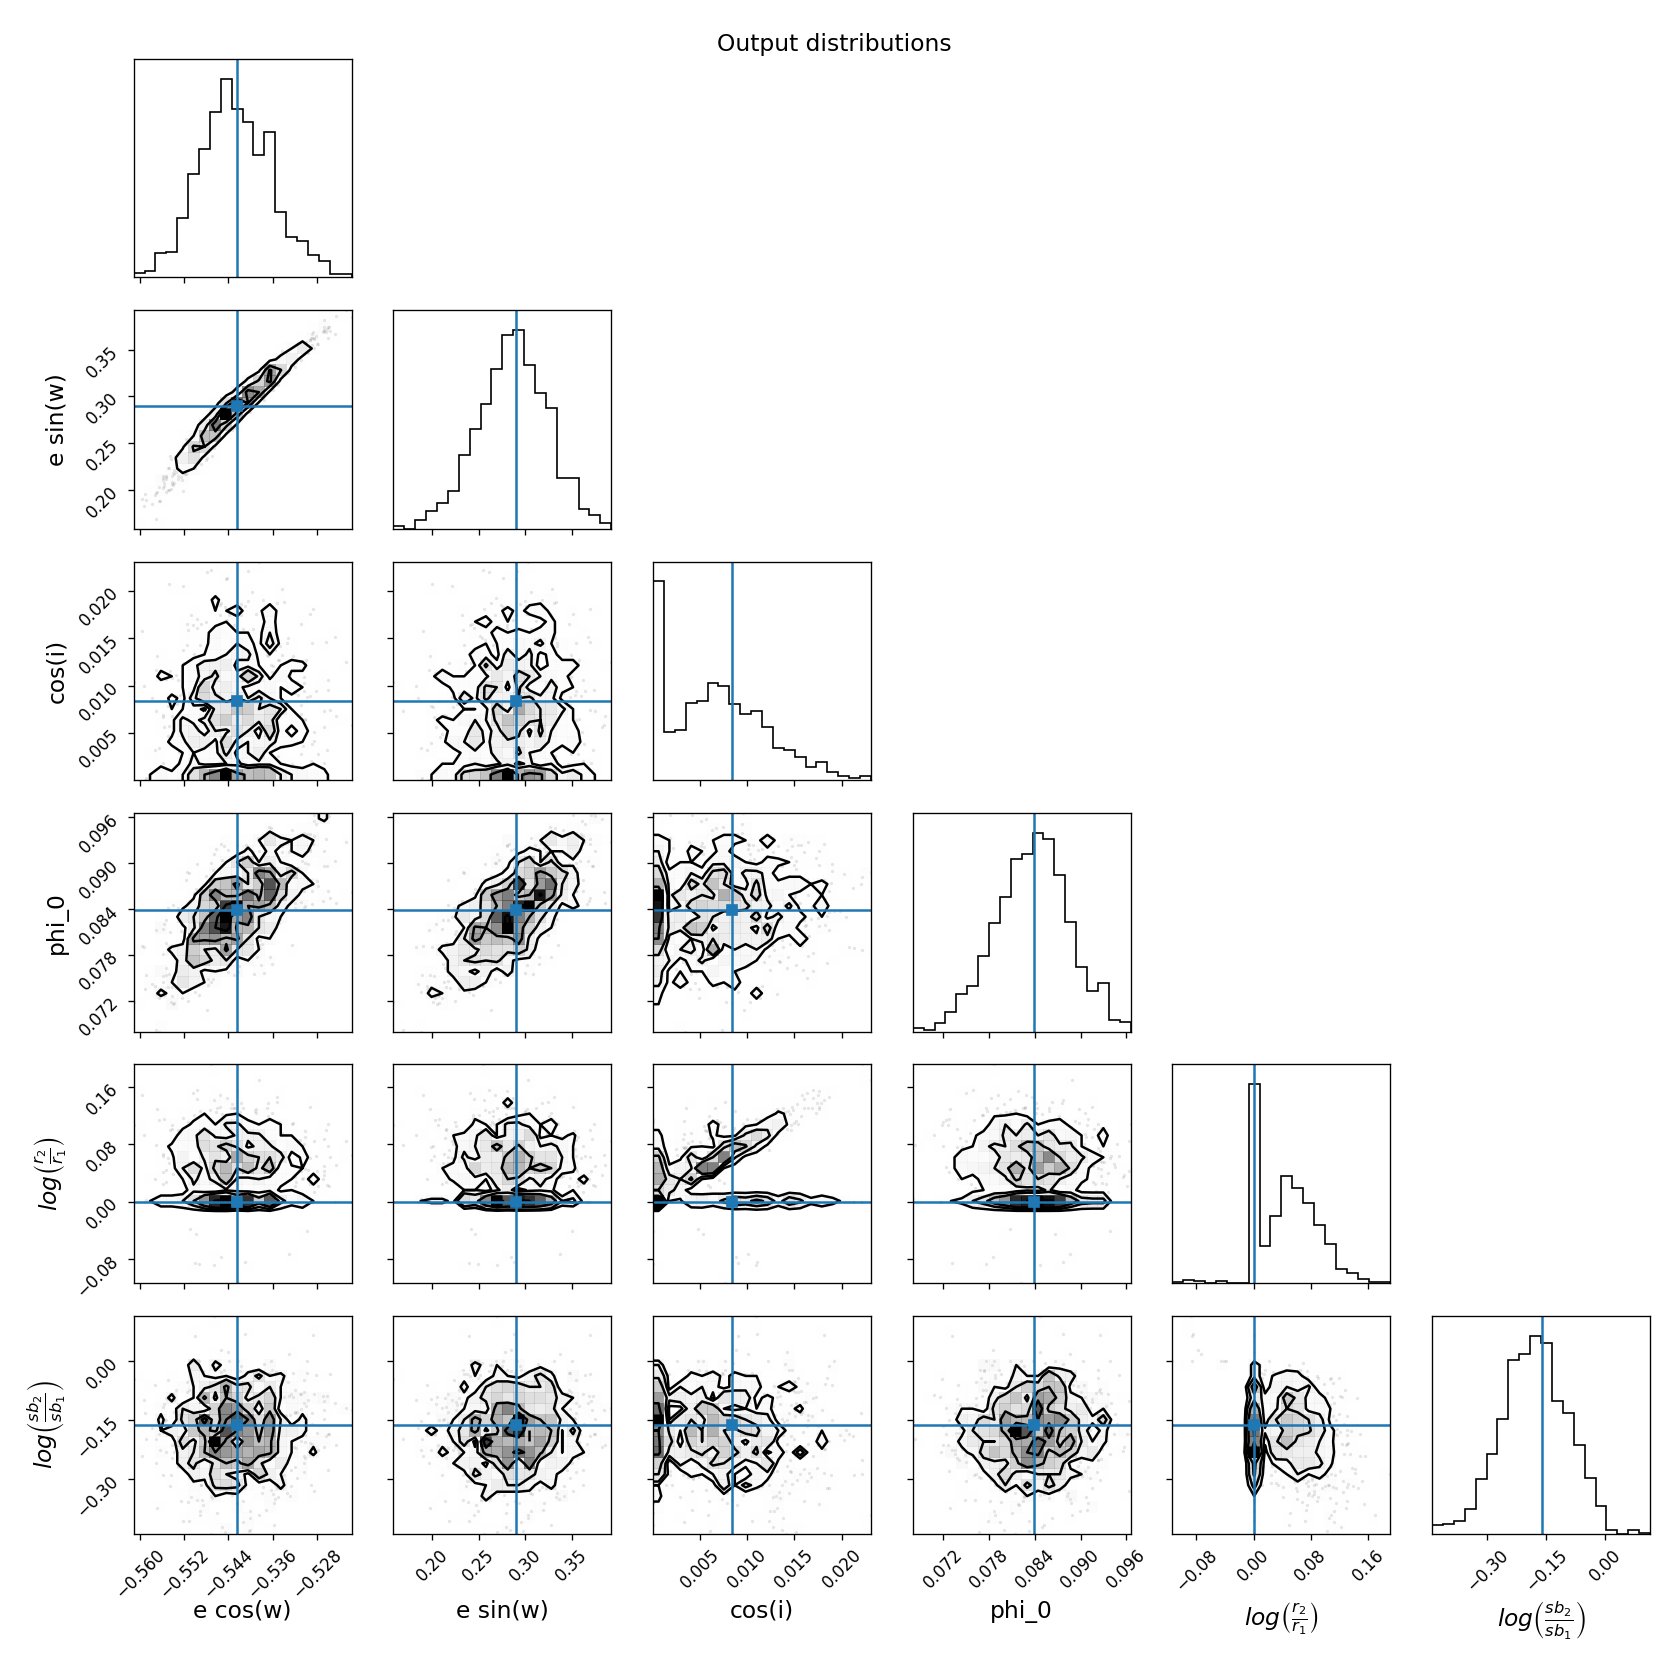 Output distributions
e sin(w)
0.35
0.30
0.25
0.20
cos(i)
0.020
0.015
0.010
0.005
phi_0
0.096
0.090
0.084
0.078
0.072
log(r₂/r₁)
0.16
0.08
0.00
−0.08
log(sb₂/sb₁)
0.00
−0.15
−0.30
−0.560 −0.552 −0.544 −0.536 −0.528
0.20 0.25 0.30 0.35
0.005 0.010 0.015 0.020
0.072 0.078 0.084 0.090 0.096
−0.08 0.00 0.08 0.16
−0.30 −0.15 0.00
e cos(w) e sin(w) cos(i) phi_0 log(r₂/r₁) log(sb₂/sb₁)